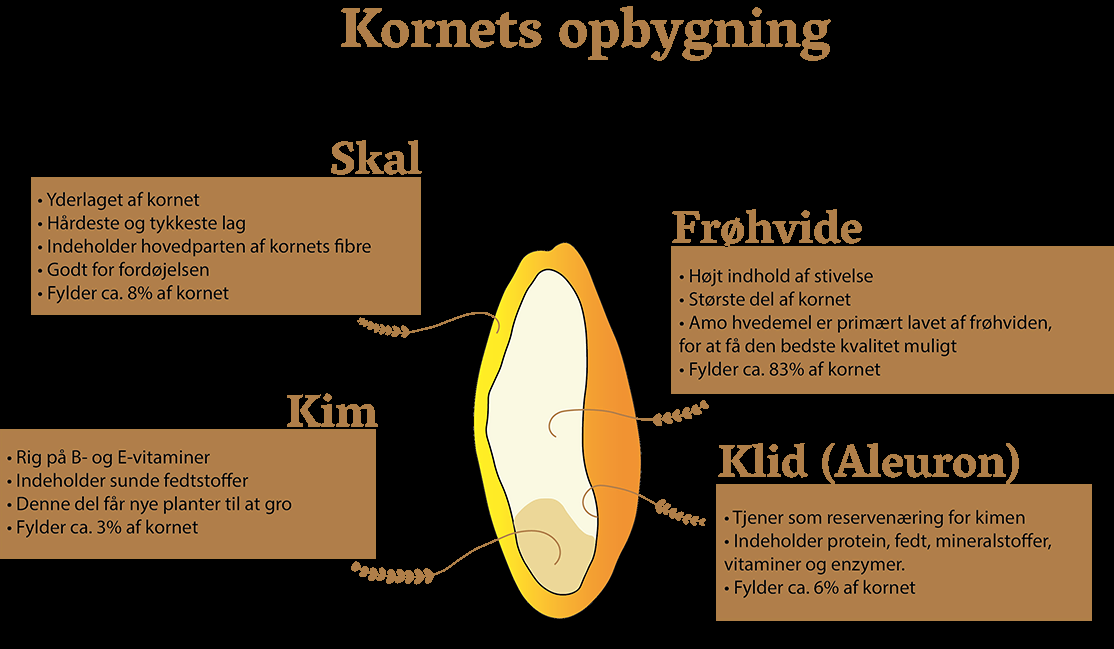 Kornets opbygning
Skal
• Yderlaget af kornet
• Hårdeste og tykkeste lag
• Indeholder hovedparten af kornets fibre
• Godt for fordøjelsen
• Fylder ca. 8% af kornet
Frøhvide
• Højt indhold af stivelse
• Største del af kornet
• Amo hvedemel er primært lavet af frøhviden,
for at få den bedste kvalitet muligt
• Fylder ca. 83% af kornet
Kim
• Rig på B- og E-vitaminer
• Indeholder sunde fedtstoffer
• Denne del får nye planter til at gro
• Fylder ca. 3% af kornet
Klid (Aleuron)
• Tjener som reservenæring for kimen
• Indeholder protein, fedt, mineralstoffer,
vitaminer og enzymer.
• Fylder ca. 6% af kornet